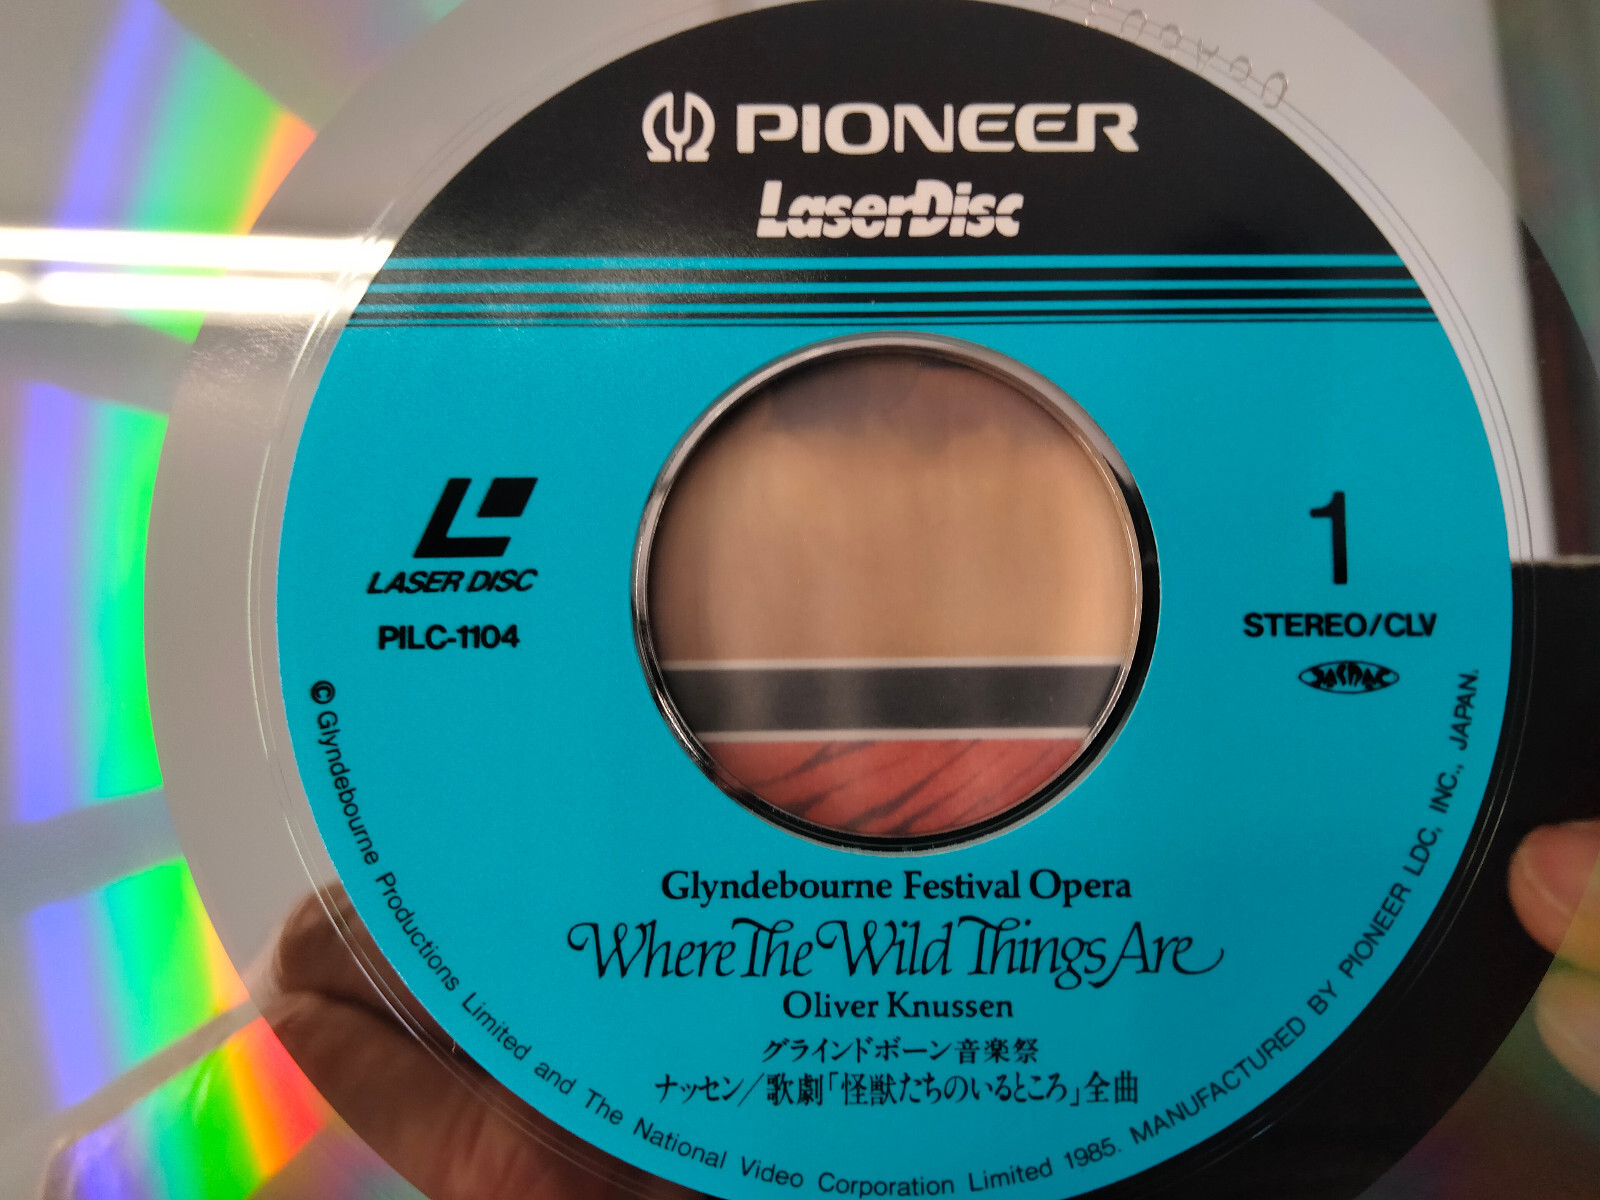 PIONEER
LaserDisc
LASER DISC
PILC-1104
1
STEREO/CLV
JASRAC
Glyndebourne Festival Opera
Where The Wild Things Are
Oliver Knussen
グラインドボーン音楽祭
ナッセン/歌劇「怪獣たちのいるところ」全曲
© Glyndebourne Productions Limited and The National Video Corporation Limited 1985. MANUFACTURED BY PIONEER LDC, INC., JAPAN.